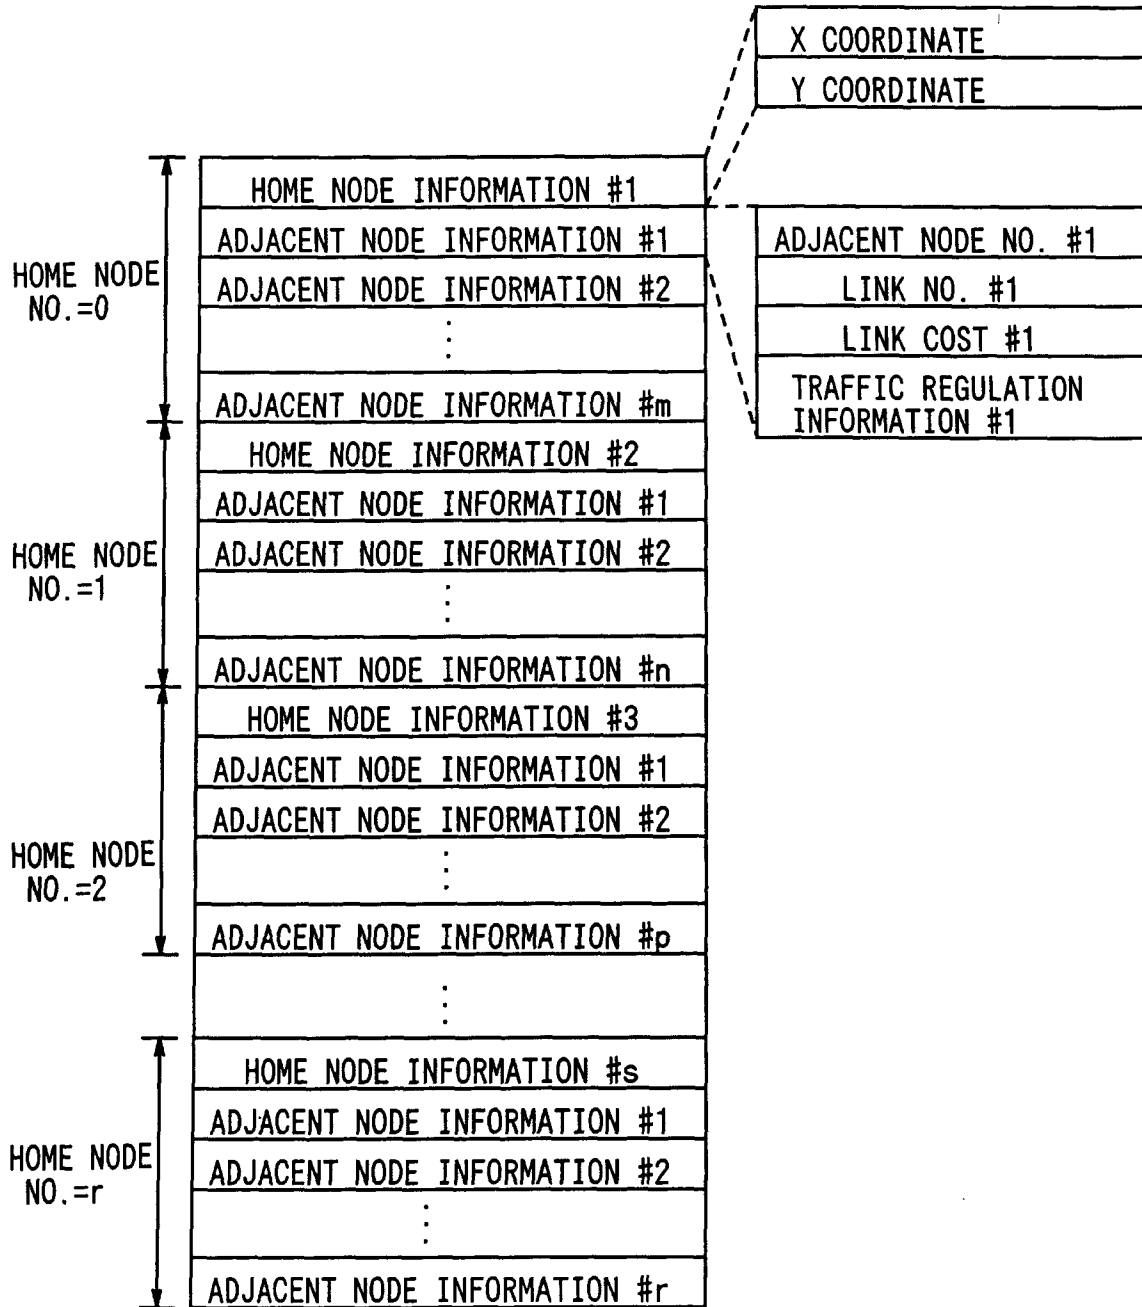 X COORDINATE
Y COORDINATE
HOME NODE INFORMATION #1
ADJACENT NODE INFORMATION #1
ADJACENT NODE INFORMATION #2
ADJACENT NODE INFORMATION #m
HOME NODE
NO.=0
ADJACENT NODE NO. #1
LINK NO. #1
LINK COST #1
TRAFFIC REGULATION
INFORMATION #1
HOME NODE INFORMATION #2
ADJACENT NODE INFORMATION #1
ADJACENT NODE INFORMATION #2
ADJACENT NODE INFORMATION #n
HOME NODE
NO.=1
HOME NODE INFORMATION #3
ADJACENT NODE INFORMATION #1
ADJACENT NODE INFORMATION #2
ADJACENT NODE INFORMATION #p
HOME NODE
NO.=2
HOME NODE INFORMATION #s
ADJACENT NODE INFORMATION #1
ADJACENT NODE INFORMATION #2
ADJACENT NODE INFORMATION #r
HOME NODE
NO.=r